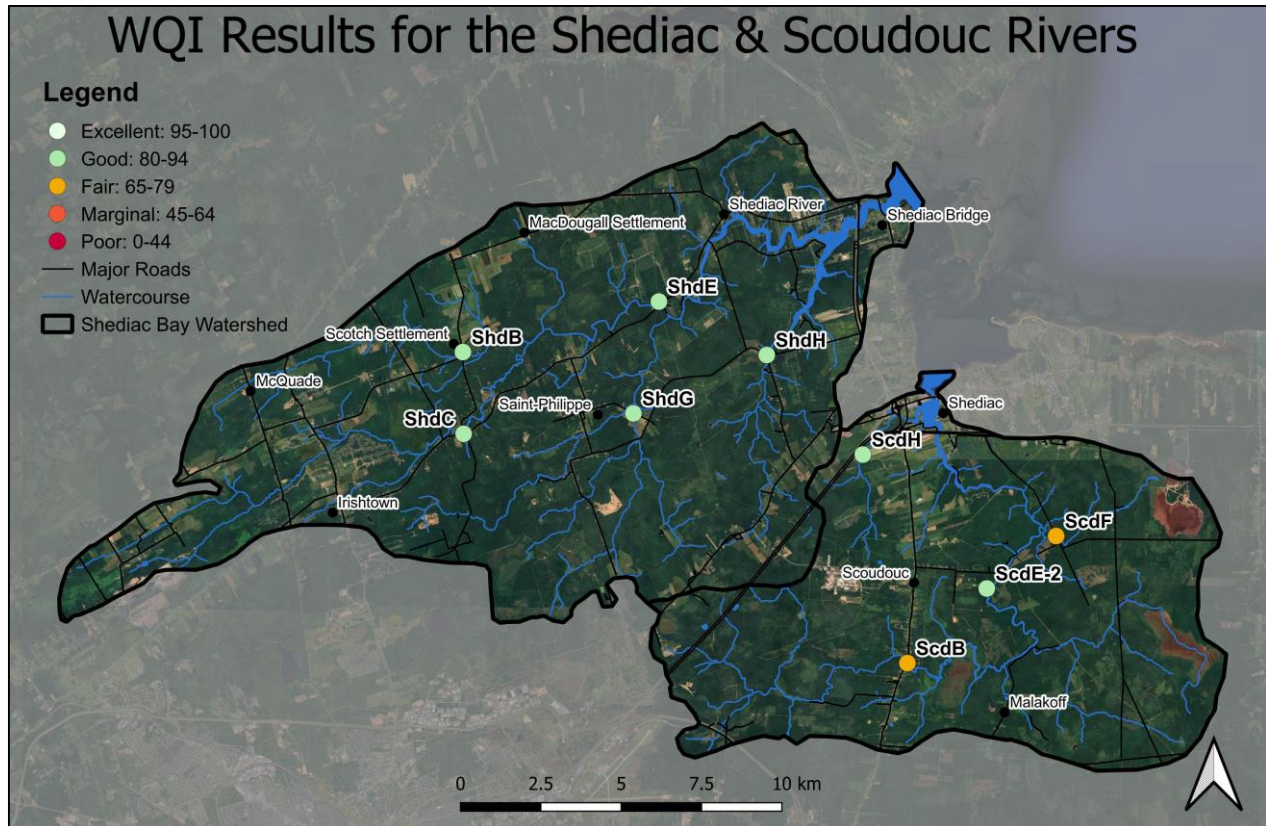 WQI Results for the Shediac & Scoudouc Rivers
Legend
Excellent: 95-100
Good: 80-94
Fair: 65-79
Marginal: 45-64
Poor: 0-44
Major Roads
Watercourse
Shediac Bay Watershed
Shediac River
Shediac Bridge
MacDougall Settlement
ShdE
Scotch Settlement
ShdB
ShdH
McQuade
Saint-Philippe
ShdG
Shediac
ShdC
ScdH
Irishtown
ScdF
Scoudouc
ScdE-2
ScdB
Malakoff
0 2.5 5 7.5 10 km